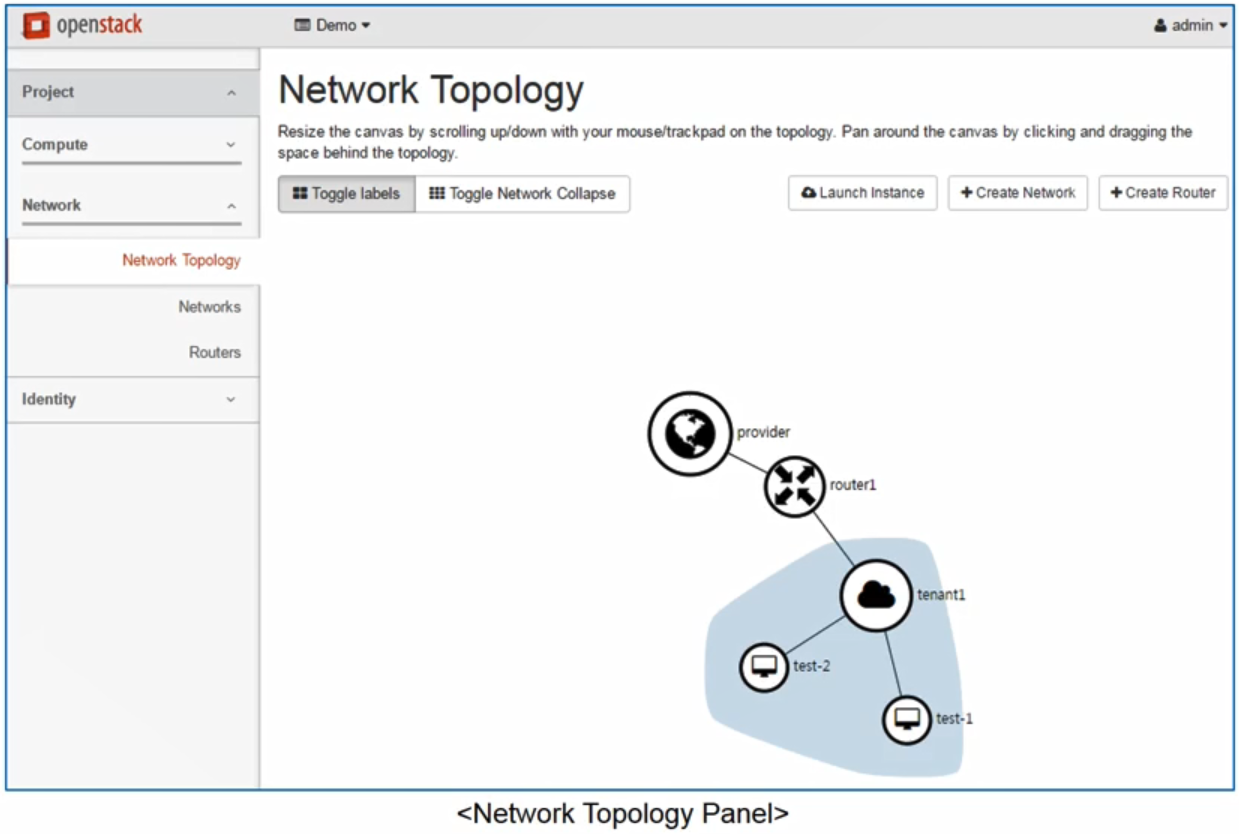 openstack
Demo
admin
Project
Compute
Network
Network Topology
Networks
Routers
Identity
Network Topology
Resize the canvas by scrolling up/down with your mouse/trackpad on the topology. Pan around the canvas by clicking and dragging the
space behind the topology.
Toggle labels
Toggle Network Collapse
Launch Instance
+ Create Network
+ Create Router
provider
router1
tenant1
test-2
test-1
<Network Topology Panel>